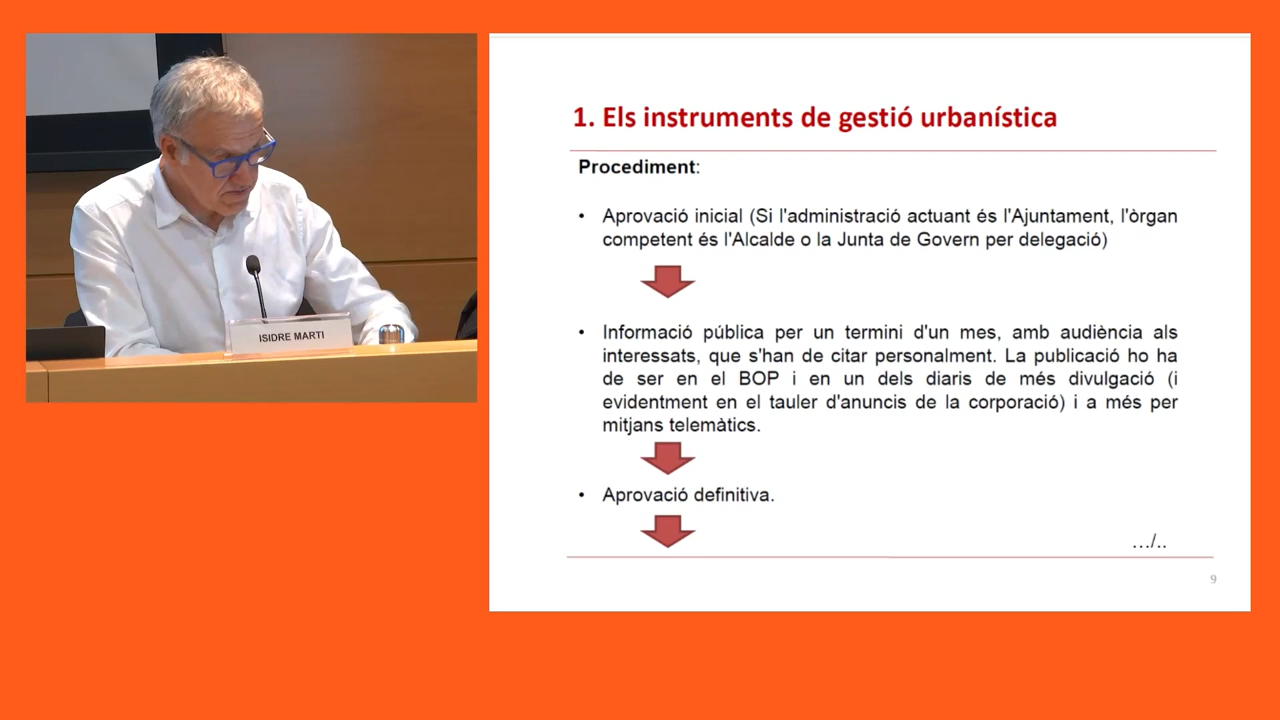 ISIDRE MARTI
1. Els instruments de gestió urbanística
Procediment:
• Aprovació inicial (Si l'administració actuant és l'Ajuntament, l'òrgan
competent és l'Alcalde o la Junta de Govern per delegació)
• Informació pública per un termini d'un mes, amb audiència als
interessats, que s'han de citar personalment. La publicació ho ha
de ser en el BOP i en un dels diaris de més divulgació (i
evidentment en el tauler d'anuncis de la corporació) i a més per
mitjans telemàtics.
• Aprovació definitiva.
.../..
9